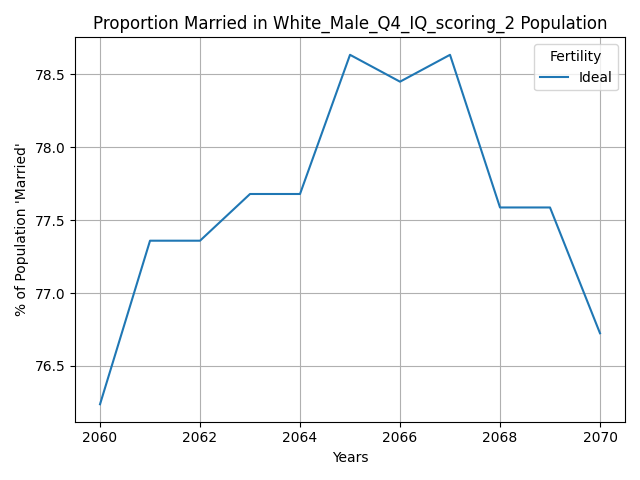 Proportion Married in White_Male_Q4_IQ_scoring_2 Population
Fertility
Ideal
% of Population 'Married'
78.5
78.0
77.5
77.0
76.5
2060
2062
2064
2066
2068
2070
Years